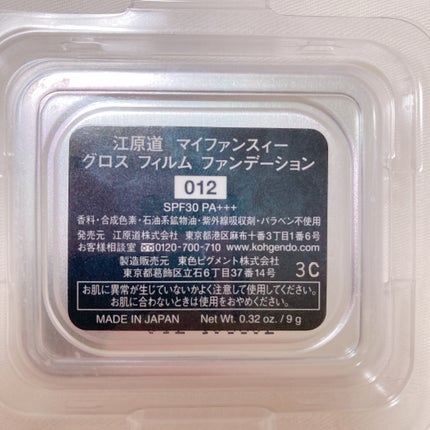 江原道 マイファンスィー
グロス フィルム ファンデーション
012
SPF30 PA+++
香料・合成色素・石油系鉱物油・紫外線吸収剤・パラベン不使用
発売元 江原道株式会社 東京都港区麻布十番3丁目1番6号
お客様相談室 0120-700-710 www.kohgendo.com
製造販売元 東色ピグメント株式会社
東京都葛飾区立石6丁目37番14号 3C
お肌に異常が生じていないかよく注意して使用してください。
お肌に合わないときは使用をおやめください。
MADE IN JAPAN Net Wt. 0.32 oz. / 9 g